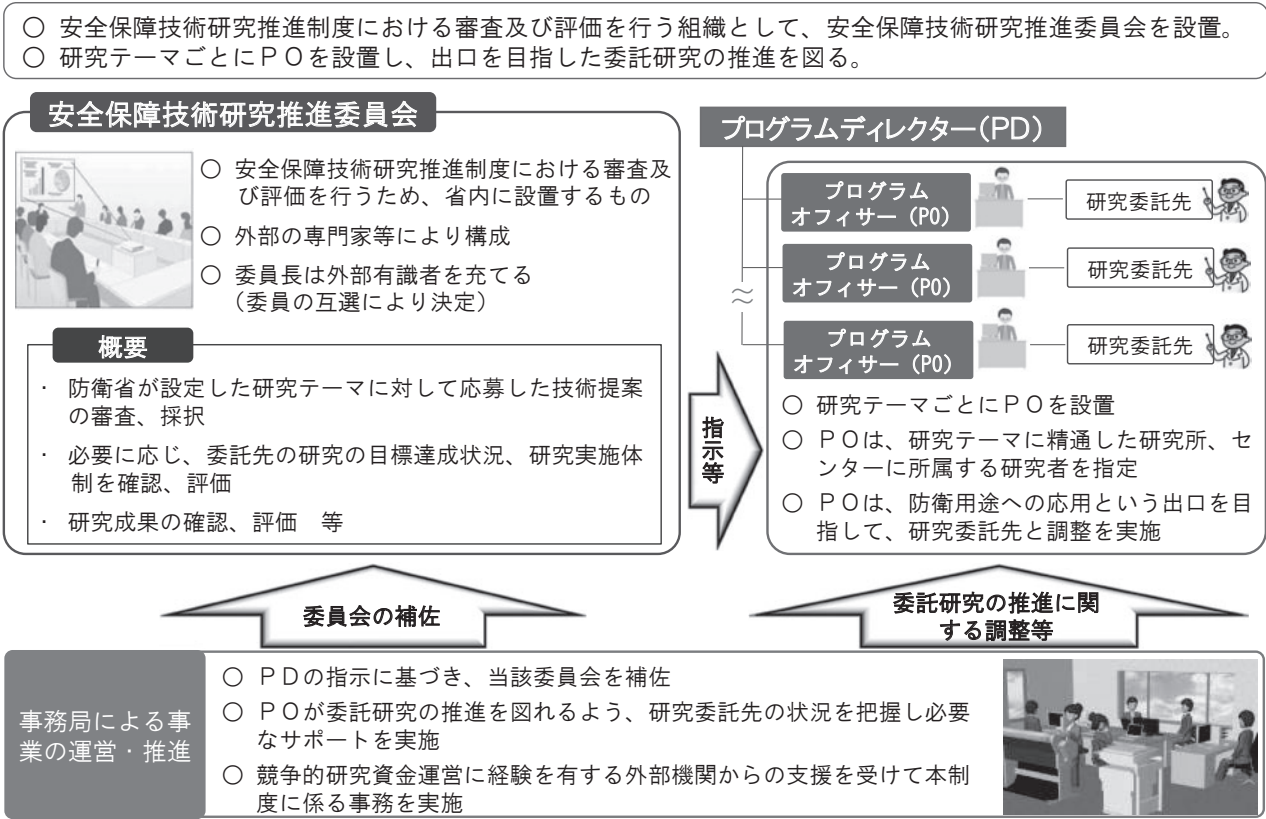 ○ 安全保障技術研究推進制度における審査及び評価を行う組織として、安全保障技術研究推進委員会を設置。
○ 研究テーマごとにＰＯを設置し、出口を目指した委託研究の推進を図る。
安全保障技術研究推進委員会
○ 安全保障技術研究推進制度における審査及
び評価を行うため、省内に設置するもの
○ 外部の専門家等により構成
○ 委員長は外部有識者を充てる
（委員の互選により決定）
概要
・ 防衛省が設定した研究テーマに対して応募した技術提案
の審査、採択
・ 必要に応じ、委託先の研究の目標達成状況、研究実施体
制を確認、評価
・ 研究成果の確認、評価　等
指示等
プログラムディレクター（PD）
プログラム
オフィサー（PO）
研究委託先
プログラム
オフィサー（PO）
研究委託先
≈
プログラム
オフィサー（PO）
研究委託先
○ 研究テーマごとにＰＯを設置
○ ＰＯは、研究テーマに精通した研究所、セ
ンターに所属する研究者を指定
○ ＰＯは、防衛用途への応用という出口を目
指して、研究委託先と調整を実施
委員会の補佐
委託研究の推進に関
する調整等
事務局による事
業の運営・推進
○ ＰＤの指示に基づき、当該委員会を補佐
○ ＰＯが委託研究の推進を図れるよう、研究委託先の状況を把握し必要
なサポートを実施
○ 競争的研究資金運営に経験を有する外部機関からの支援を受けて本制
度に係る事務を実施